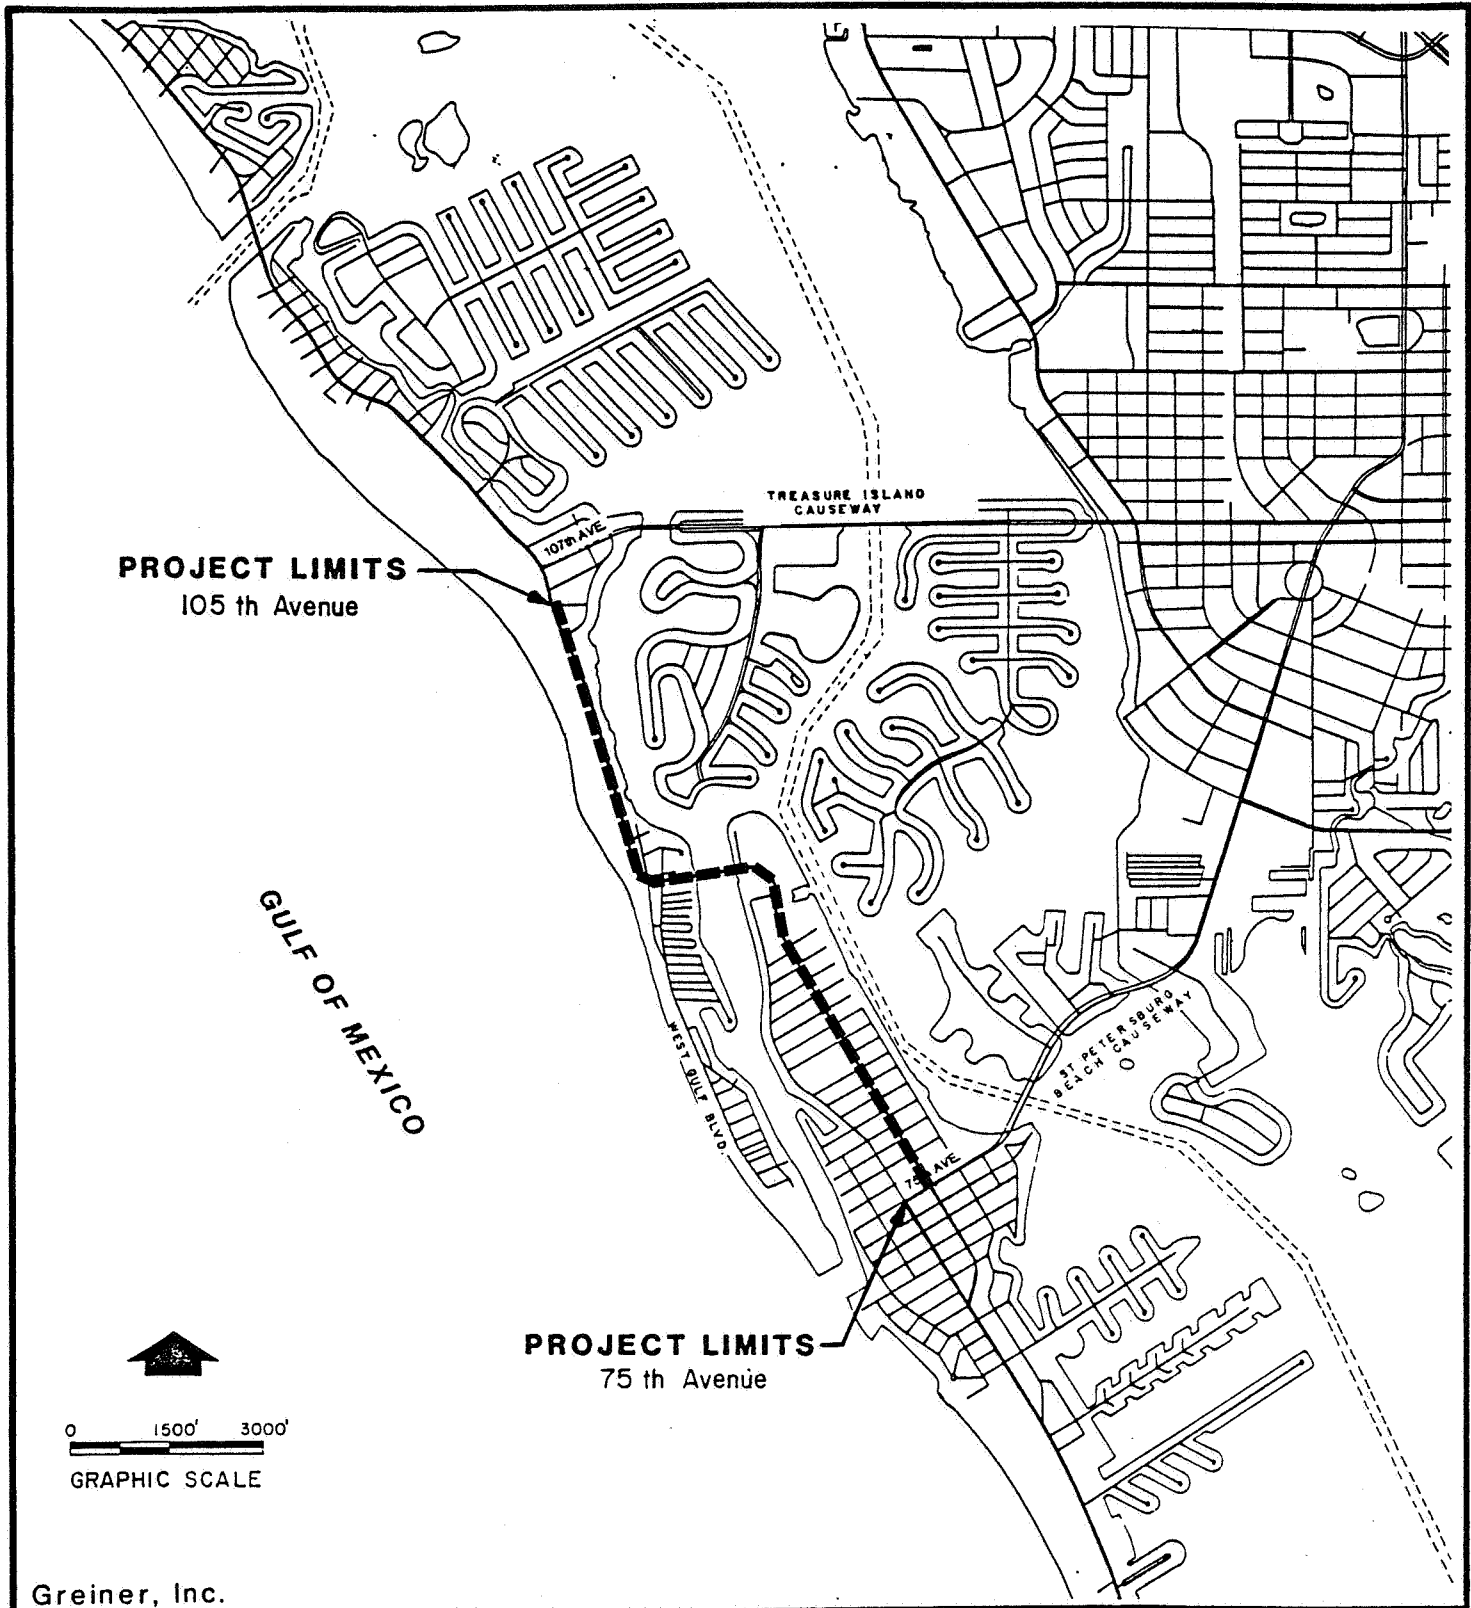 TREASURE ISLAND
CAUSEWAY
107th AVE.
PROJECT LIMITS
105 th Avenue
GULF OF MEXICO
WEST GULF BLVD.
ST. PETERSBURG
BEACH CAUSEWAY
75th AVE.
PROJECT LIMITS
75 th Avenue
0 1500' 3000'
GRAPHIC SCALE
Greiner, Inc.